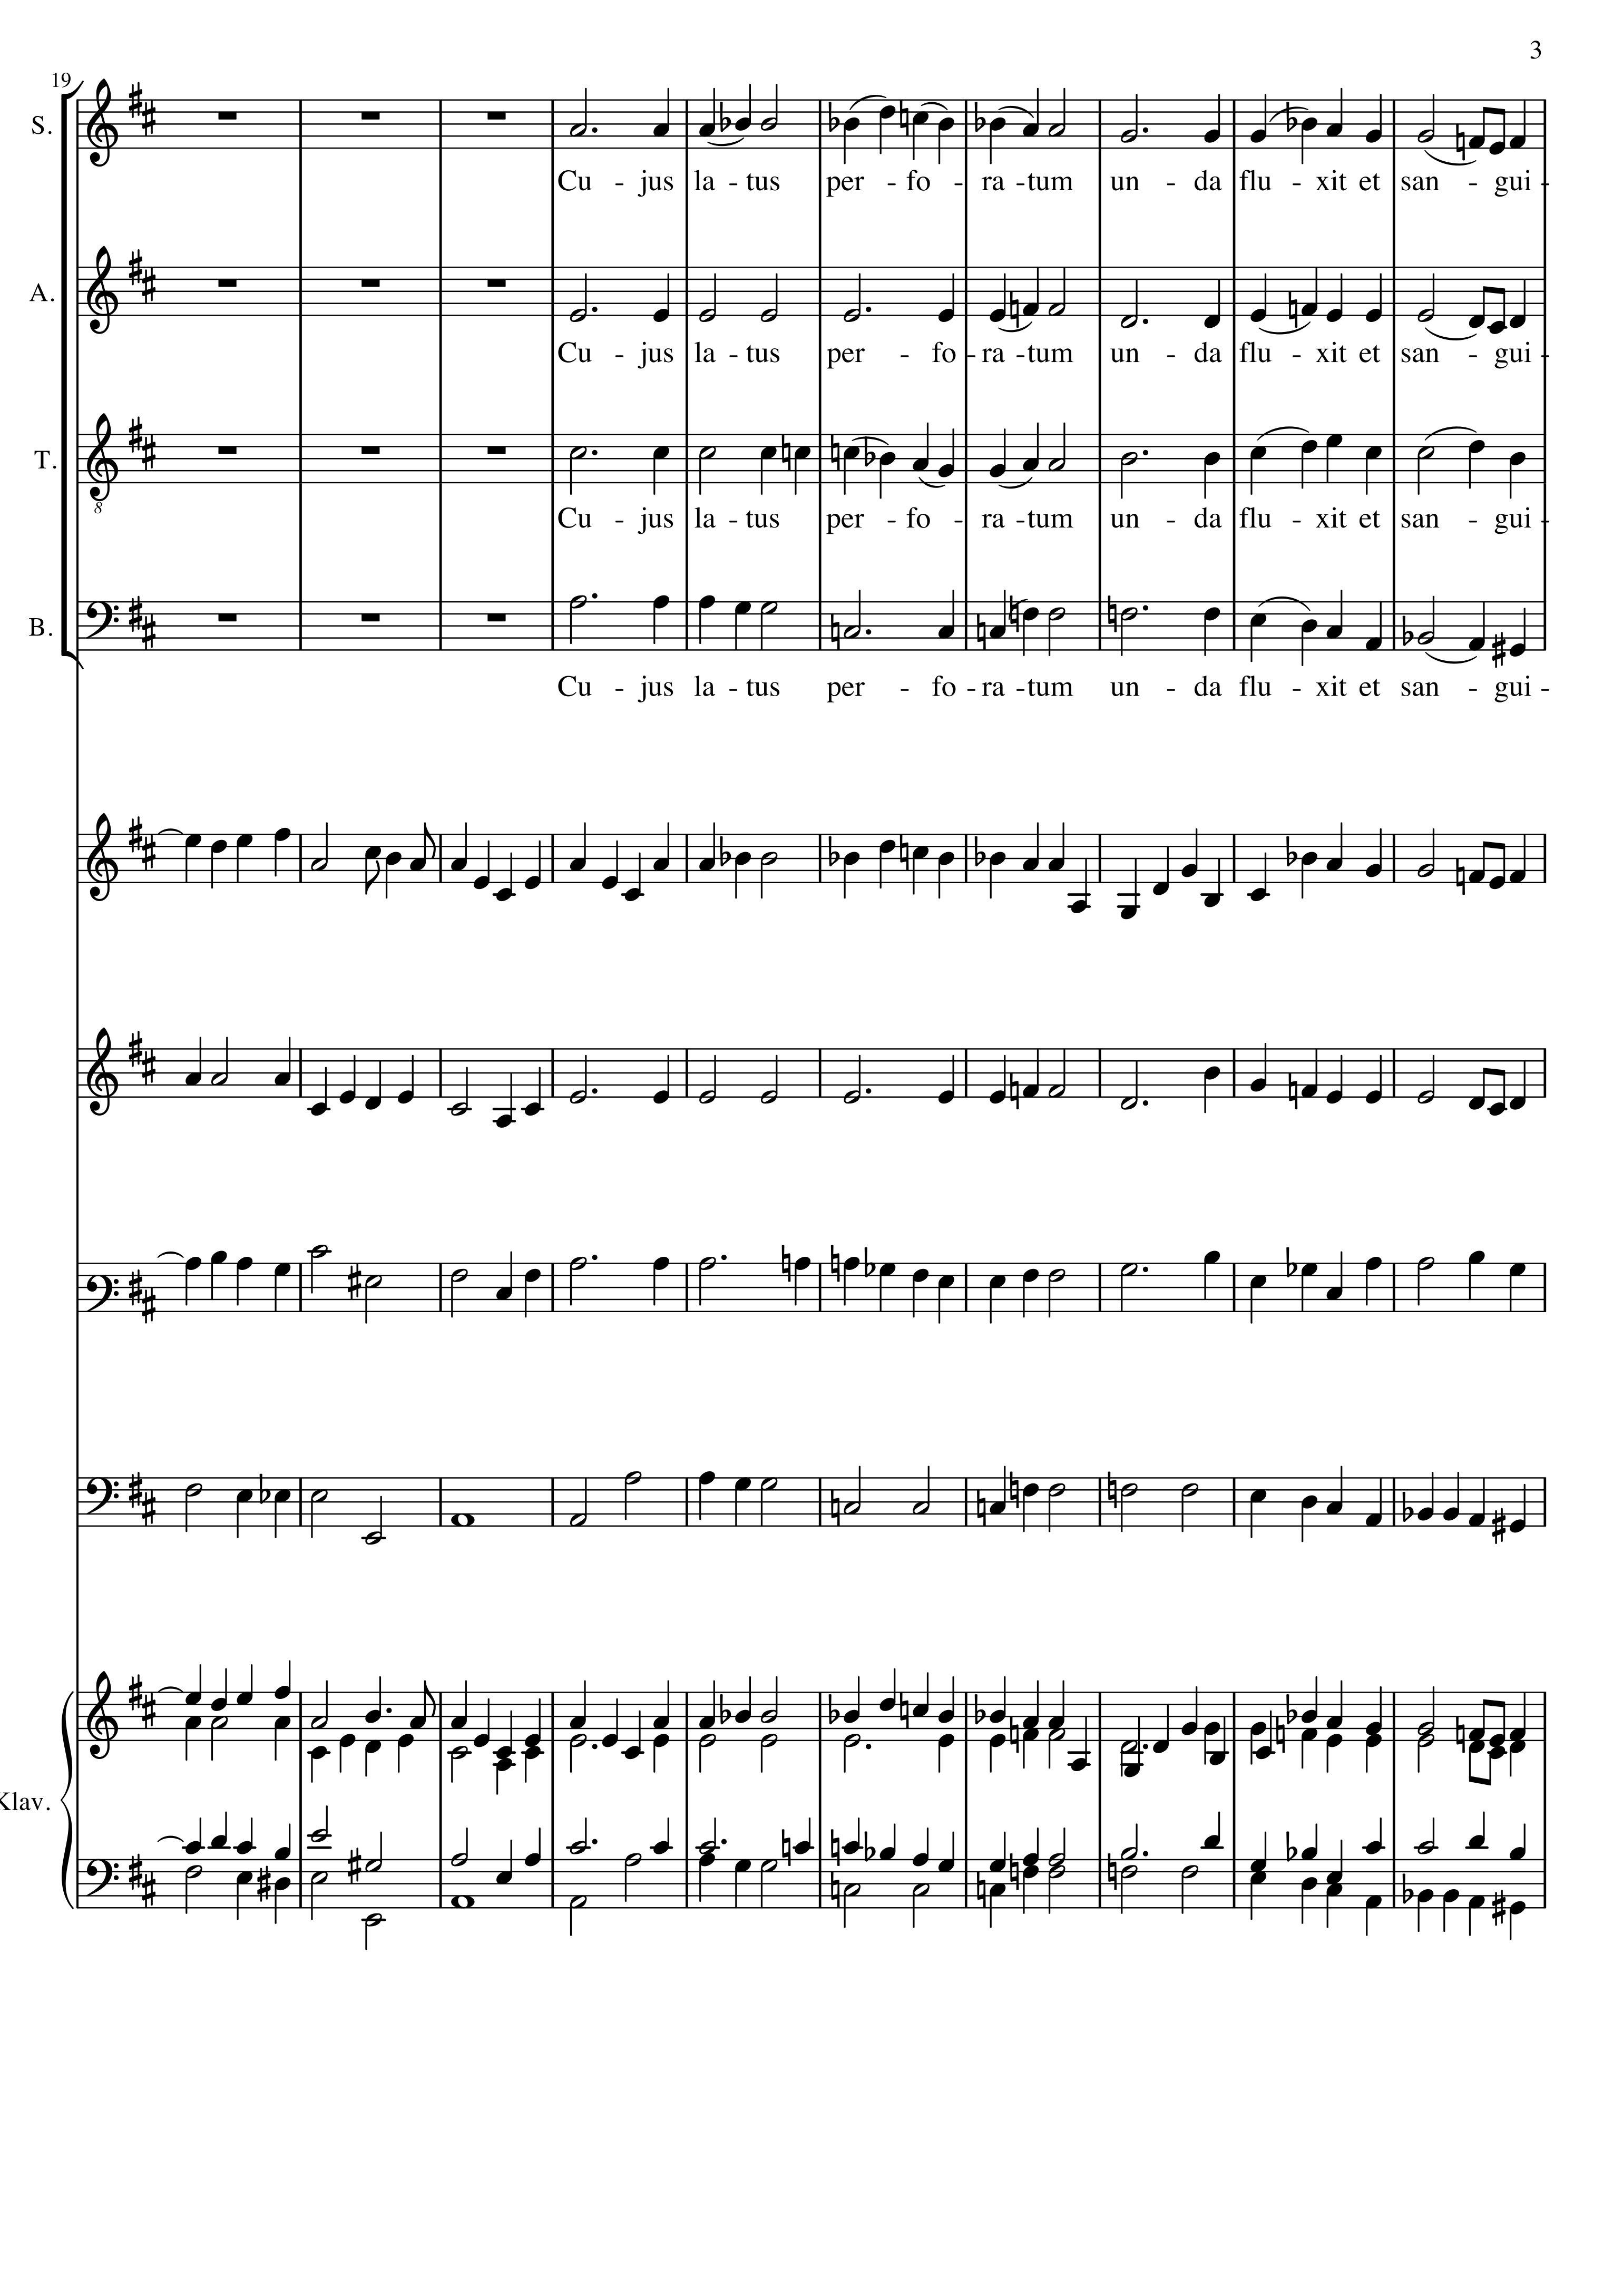 3
19
S.
Cu - jus la - tus per - fo - ra - tum un - da flu - xit et san - gui -
A.
Cu - jus la - tus per - fo - ra - tum un - da flu - xit et san - gui -
T.
8
Cu - jus la - tus per - fo - ra - tum un - da flu - xit et san - gui -
B.
Cu - jus la - tus per - fo - ra - tum un - da flu - xit et san - gui -
Klav.